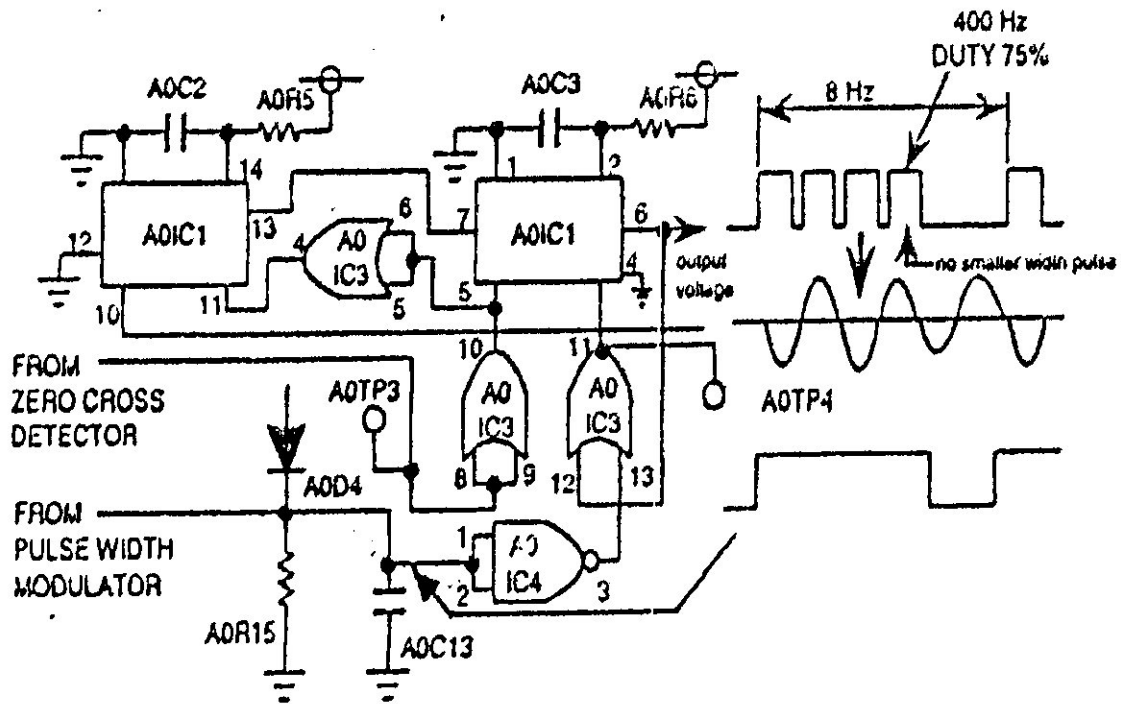 400 Hz
DUTY 75%
8 Hz
A0C2
A0R5
A0C3
A0R6
14
13
12
A0IC1
10
11
4
A0
IC3
6
5
1
2
7
A0IC1
6
4
5
output
voltage
no smaller width pulse
FROM
ZERO CROSS
DETECTOR
A0TP3
10
A0
IC3
8
9
11
A0
IC3
12
13
A0TP4
A0D4
FROM
PULSE WIDTH
MODULATOR
1
2
A0
IC4
3
A0R15
A0C13